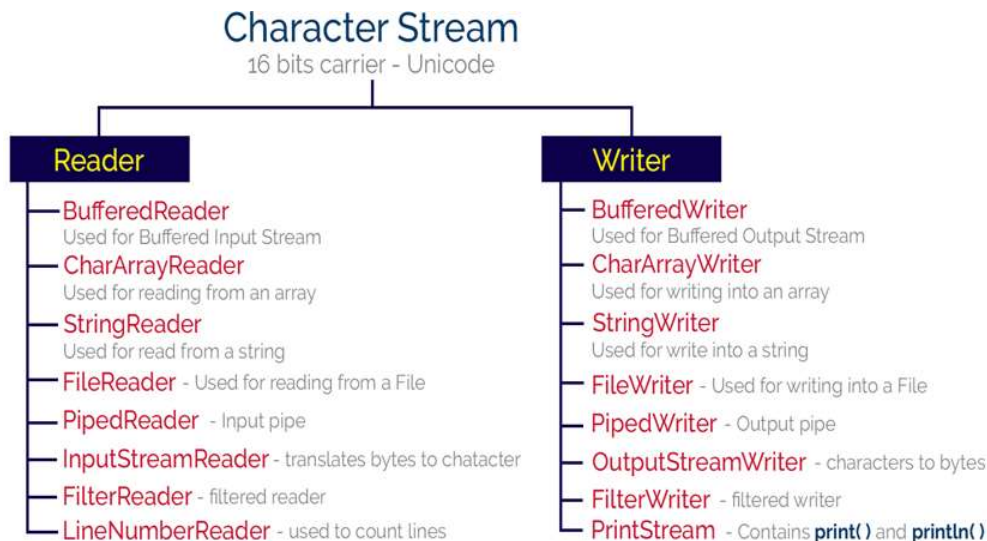 Character Stream
16 bits carrier - Unicode
Reader
BufferedReader
Used for Buffered Input Stream
CharArrayReader
Used for reading from an array
StringReader
Used for read from a string
FileReader - Used for reading from a File
PipedReader - Input pipe
InputStreamReader - translates bytes to chatacter
FilterReader - filtered reader
LineNumberReader - used to count lines
Writer
BufferedWriter
Used for Buffered Output Stream
CharArrayWriter
Used for writing into an array
StringWriter
Used for write into a string
FileWriter - Used for writing into a File
PipedWriter - Output pipe
OutputStreamWriter - characters to bytes
FilterWriter - filtered writer
PrintStream - Contains print( ) and println( )